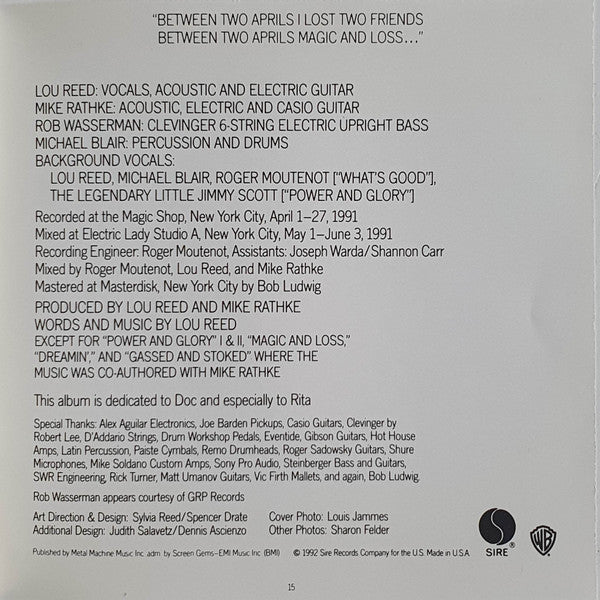 "BETWEEN TWO APRILS I LOST TWO FRIENDS
BETWEEN TWO APRILS MAGIC AND LOSS..."
LOU REED: VOCALS, ACOUSTIC AND ELECTRIC GUITAR
MIKE RATHKE: ACOUSTIC, ELECTRIC AND CASIO GUITAR
ROB WASSERMAN: CLEVINGER 6-STRING ELECTRIC UPRIGHT BASS
MICHAEL BLAIR: PERCUSSION AND DRUMS
BACKGROUND VOCALS:
LOU REED, MICHAEL BLAIR, ROGER MOUTENOT ["WHAT'S GOOD"],
THE LEGENDARY LITTLE JIMMY SCOTT ["POWER AND GLORY"]
Recorded at the Magic Shop, New York City, April 1–27, 1991
Mixed at Electric Lady Studio A, New York City, May 1–June 3, 1991
Recording Engineer: Roger Moutenot, Assistants: Joseph Warda/Shannon Carr
Mixed by Roger Moutenot, Lou Reed, and Mike Rathke
Mastered at Masterdisk, New York City by Bob Ludwig
PRODUCED BY LOU REED AND MIKE RATHKE
WORDS AND MUSIC BY LOU REED
EXCEPT FOR "POWER AND GLORY" I & II, "MAGIC AND LOSS,"
"DREAMIN'," AND "GASSED AND STOKED" WHERE THE
MUSIC WAS CO-AUTHORED WITH MIKE RATHKE
This album is dedicated to Doc and especially to Rita
Special Thanks: Alex Aguilar Electronics, Joe Barden Pickups, Casio Guitars, Clevinger by
Robert Lee, D'Addario Strings, Drum Workshop Pedals, Eventide, Gibson Guitars, Hot House
Amps, Latin Percussion, Paiste Cymbals, Remo Drumheads, Roger Sadowsky Guitars, Shure
Microphones, Mike Soldano Custom Amps, Sony Pro Audio, Steinberger Bass and Guitars,
SWR Engineering, Rick Turner, Matt Umanov Guitars, Vic Firth Mallets, and again, Bob Ludwig.
Rob Wasserman appears courtesy of GRP Records
Art Direction & Design: Sylvia Reed/Spencer Drate
Additional Design: Judith Salavetz/Dennis Ascienzo
Cover Photo: Louis Jammes
Other Photos: Sharon Felder
S
SIRE®
WB
Published by Metal Machine Music Inc. adm. by Screen Gems–EMI Music Inc (BMI)
© 1992 Sire Records Company for the U.S. Made in U.S.A.
15